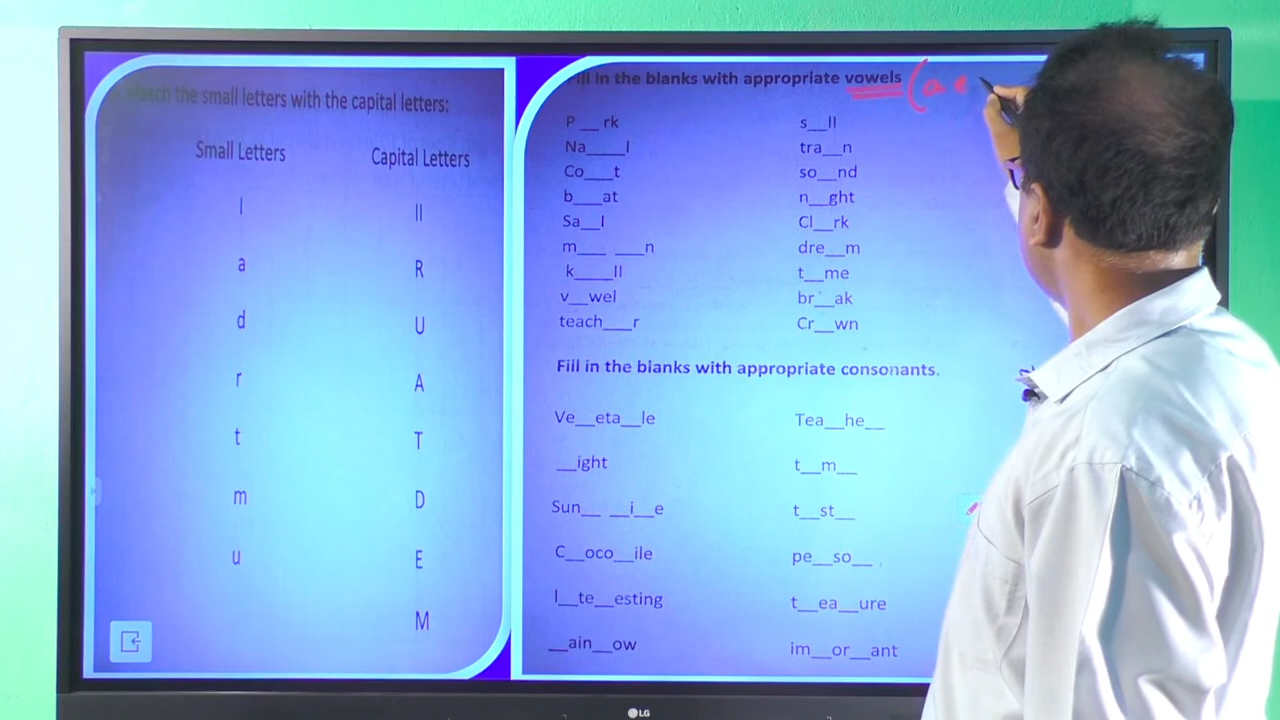 Match the small letters with the capital letters:
Small Letters Capital Letters
l ll
a R
d U
r A
t T
m D
u E
M
Fill in the blanks with appropriate vowels (a e
P__rk s__ll
Na____l tra__n
Co___t so__nd
b___at n__ght
Sa__l Cl__rk
m___ ___n dre__m
k____ll t__me
v__wel br__ak
teach___r Cr__wn
Fill in the blanks with appropriate consonants.
Ve__eta__le Tea__he__
__ight t__m__
Sun__ __i__e t__st__
C__oco__ile pe__so__.
I__te__esting t__ea__ure
__ain__ow im__or__ant
LG